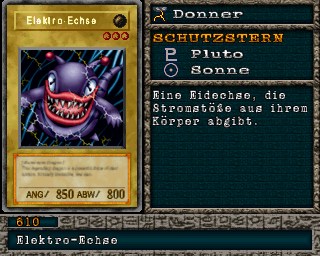 Elektro-Echse
ANG/ 850 ABW/ 800
Donner
SCHUTZSTERN
Pluto
Sonne
Eine Eidechse, die
Stromstöße aus ihrem
Körper abgibt.
610
Elektro-Echse